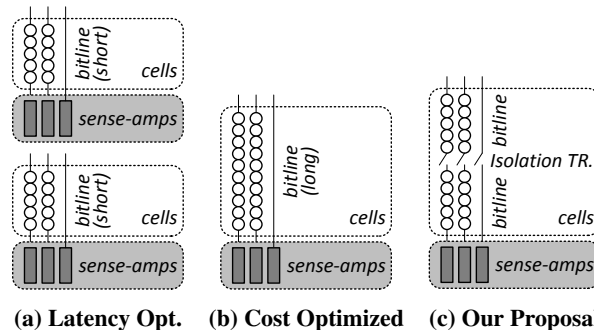 bitline
(short)
cells
sense-amps
bitline
(short)
cells
sense-amps
(a) Latency Opt.
bitline
(long)
cells
sense-amps
(b) Cost Optimized
bitline
Isolation TR.
bitline
cells
sense-amps
(c) Our Proposal